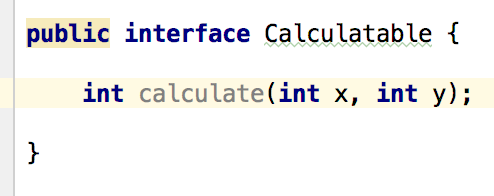 public interface Calculatable {
int calculate(int x, int y);
}